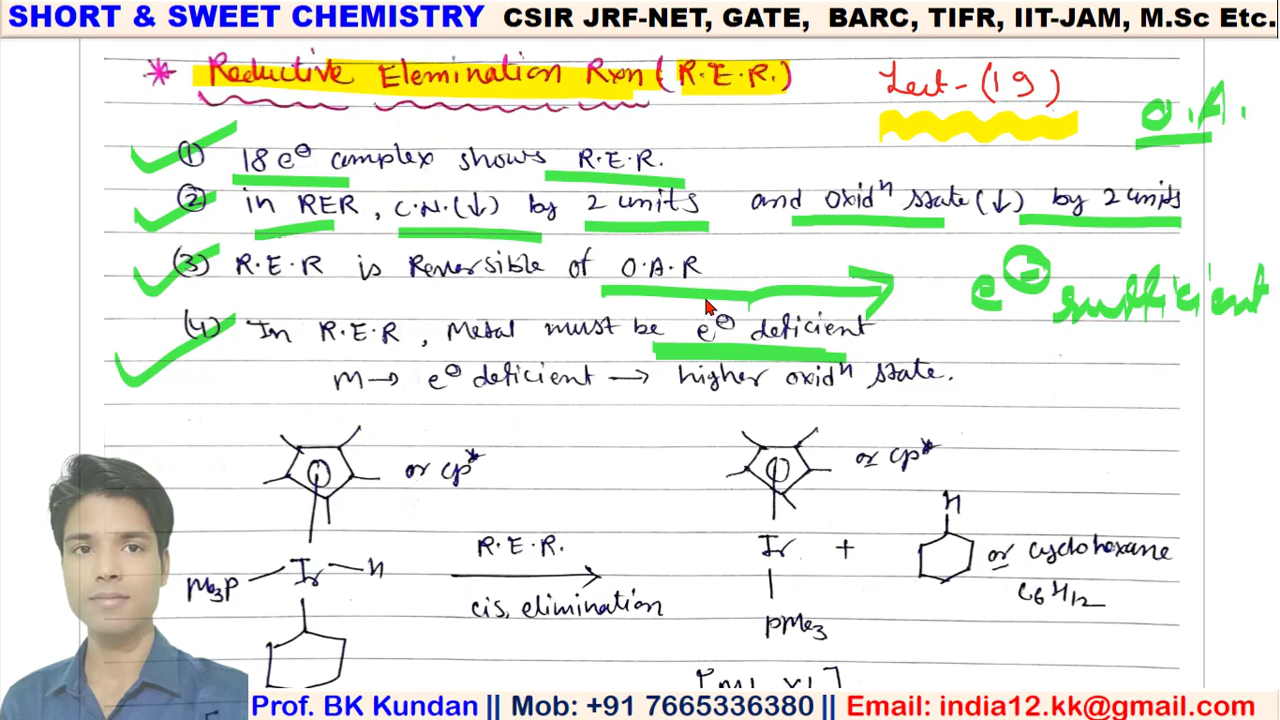 SHORT & SWEET CHEMISTRY CSIR JRF-NET, GATE, BARC, TIFR, IIT-JAM, M.Sc Etc.
* Reductive Elemination Rxn (R.E.R.)
Lect-(19)
O.A.
① 18 e⊖ complex shows R.E.R.
② in RER, C.N.(↓) by 2 units and oxidⁿ state(↓) by 2 units
(3) R.E.R is Reversible of O.A.R
e⊖ sufficient
(4) In R.E.R, Metal must be e⊖ deficient
M → e⊖ deficient → higher oxidⁿ state.
or cp*
or cp*
H
Me3P Ir H
R.E.R.
cis, elimination
Ir + or cyclohexane
C6H12
PMe3
Prof. BK Kundan || Mob: +91 7665336380 || Email: india12.kk@gmail.com